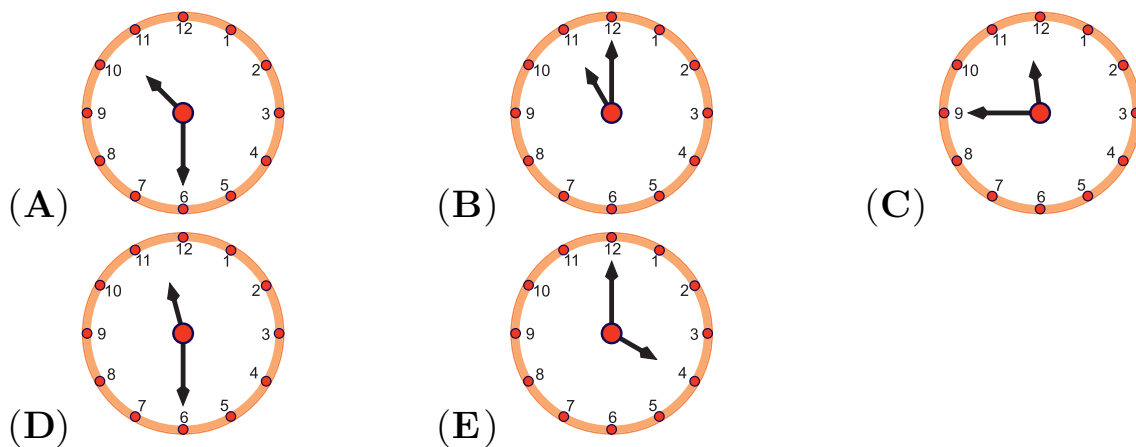 12 12 12
11 1 11 1 11 1
10 2 10 2 10 2
9 3 9 3 9 3
8 4 8 4 8 4
7 5 7 5 7 5
6 6 6
(A) (B) (C)
12 12
11 1 11 1
10 2 10 2
9 3 9 3
8 4 8 4
7 5 7 5
6 6
(D) (E)